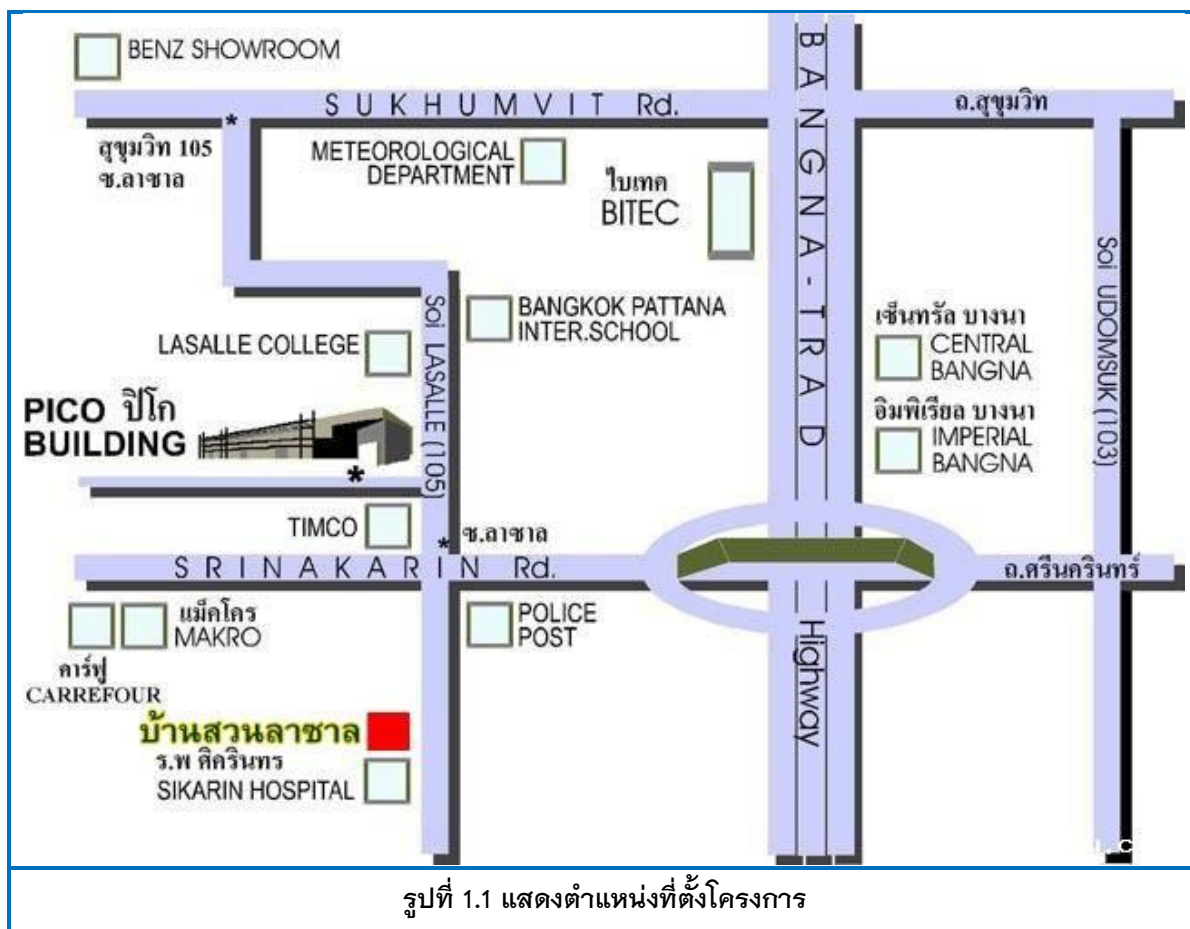 BENZ SHOWROOM
SUKHUMVIT Rd.
ถ.สุขุมวิท
สุขุมวิท 105
ซ.ลาซาล
METEOROLOGICAL
DEPARTMENT
ใบเทค
BITEC
BANGNA-TRAD
Highway
Soi UDOMSUK (103)
Soi LASALLE (105)
BANGKOK PATTANA
INTER.SCHOOL
LASALLE COLLEGE
เซ็นทรัล บางนา
CENTRAL
BANGNA
อิมพิเรียล บางนา
IMPERIAL
BANGNA
PICO ปิโก
BUILDING
TIMCO
ซ.ลาซาล
SRINAKARIN Rd.
ถ.ศรีนครินทร์
แม็คโคร
MAKRO
คาร์ฟู
CARREFOUR
POLICE
POST
บ้านสวนลาซาล
ร.พ ศิครินทร
SIKARIN HOSPITAL
รูปที่ 1.1 แสดงตำแหน่งที่ตั้งโครงการ